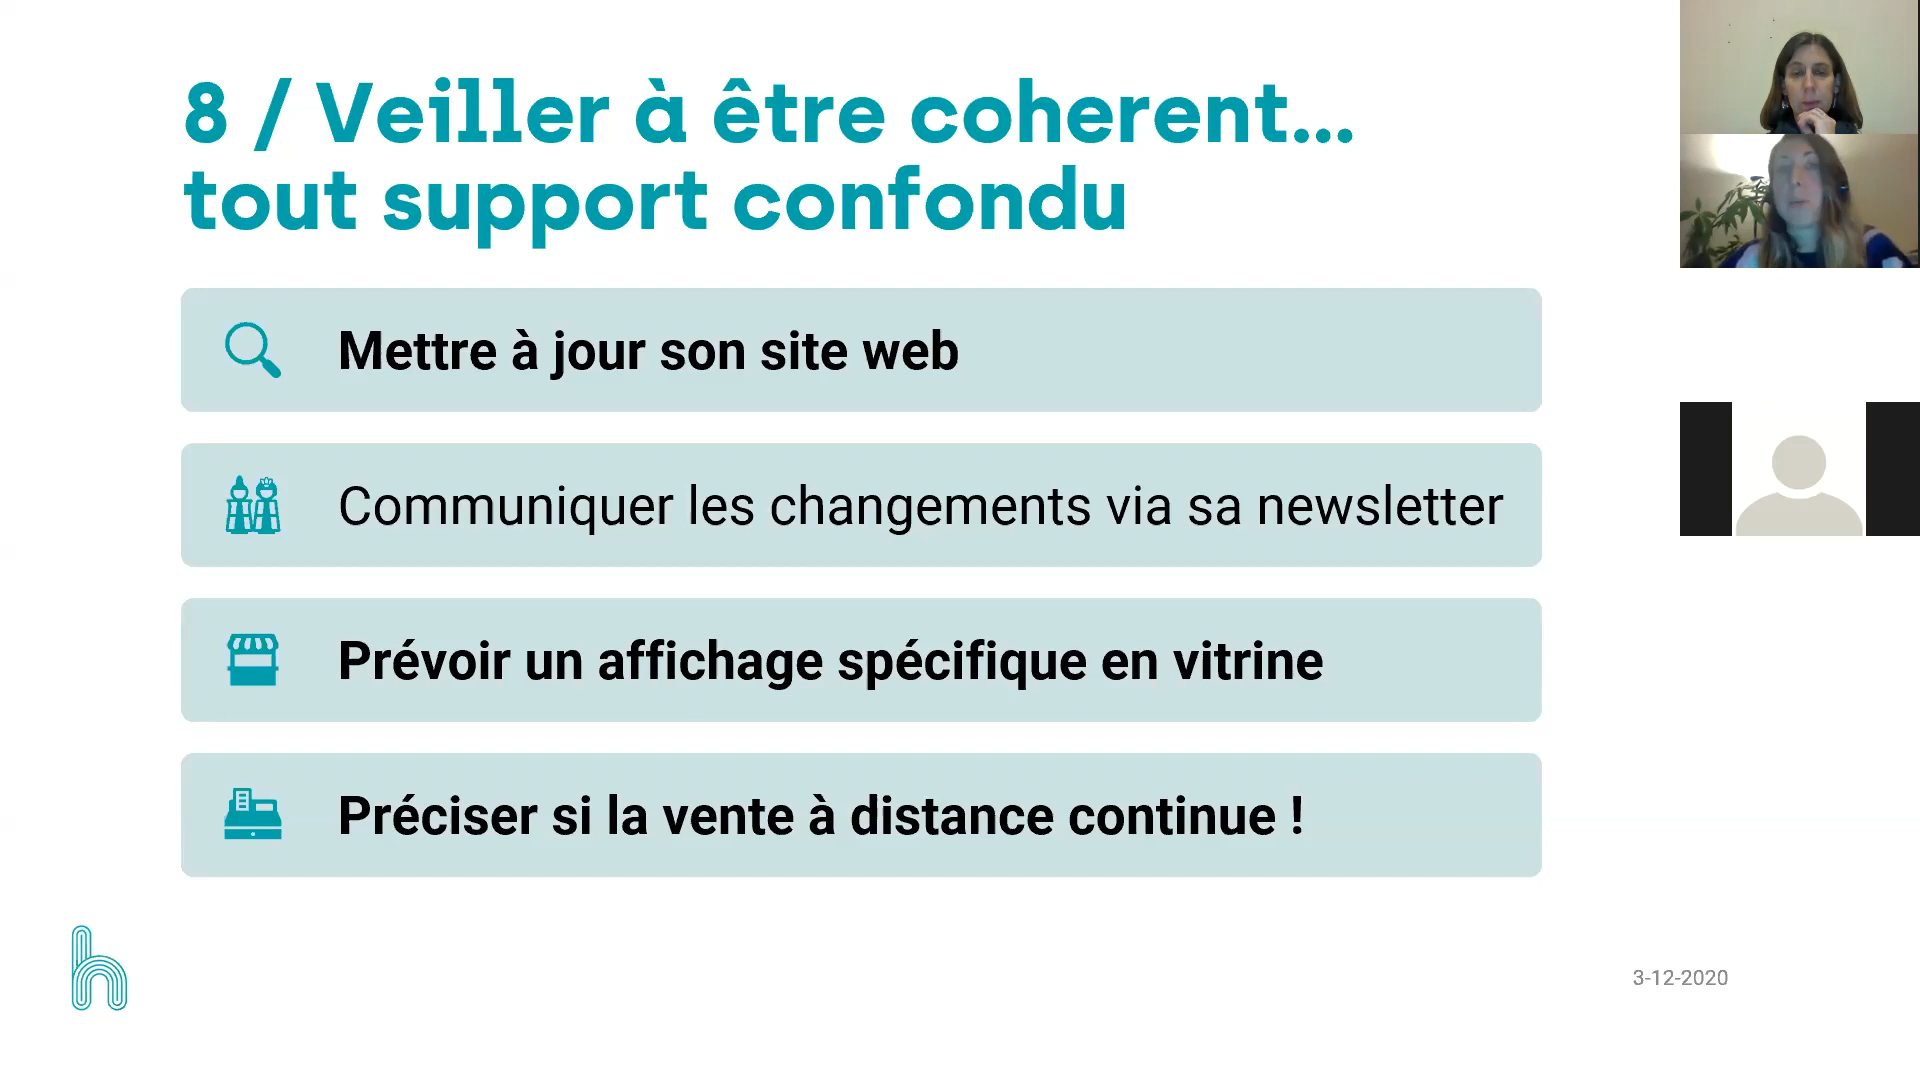 8 / Veiller à être coherent...
tout support confondu
Mettre à jour son site web
Communiquer les changements via sa newsletter
Prévoir un affichage spécifique en vitrine
Préciser si la vente à distance continue !
h
3-12-2020